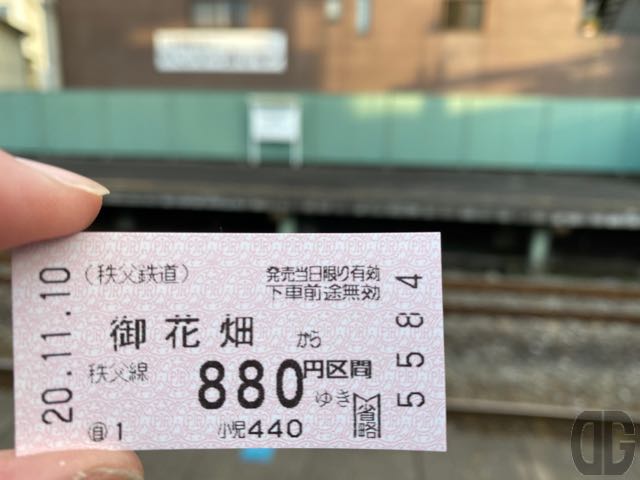 20.11.10
(秩父鉄道)
発売当日限り有効
下車前途無効
御花畑 から
秩父線 880円区間
ゆき
省略
㊂1 小児440
5584
DG